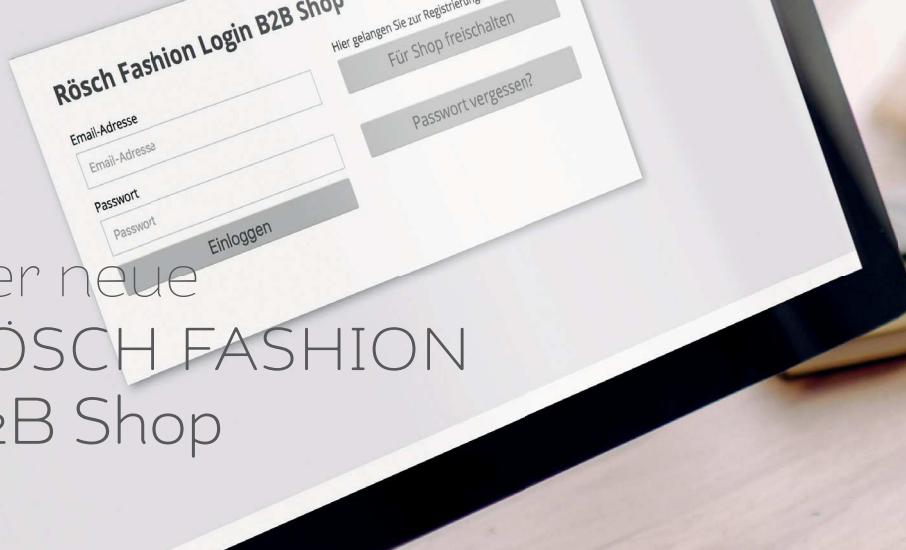 Rösch Fashion Login B2B Shop
Email-Adresse
Email-Adresse
Passwort
Passwort
Einloggen
Hier gelangen Sie zur Registrierung
Für Shop freischalten
Passwort vergessen?
er neue
ÖSCH FASHION
2B Shop